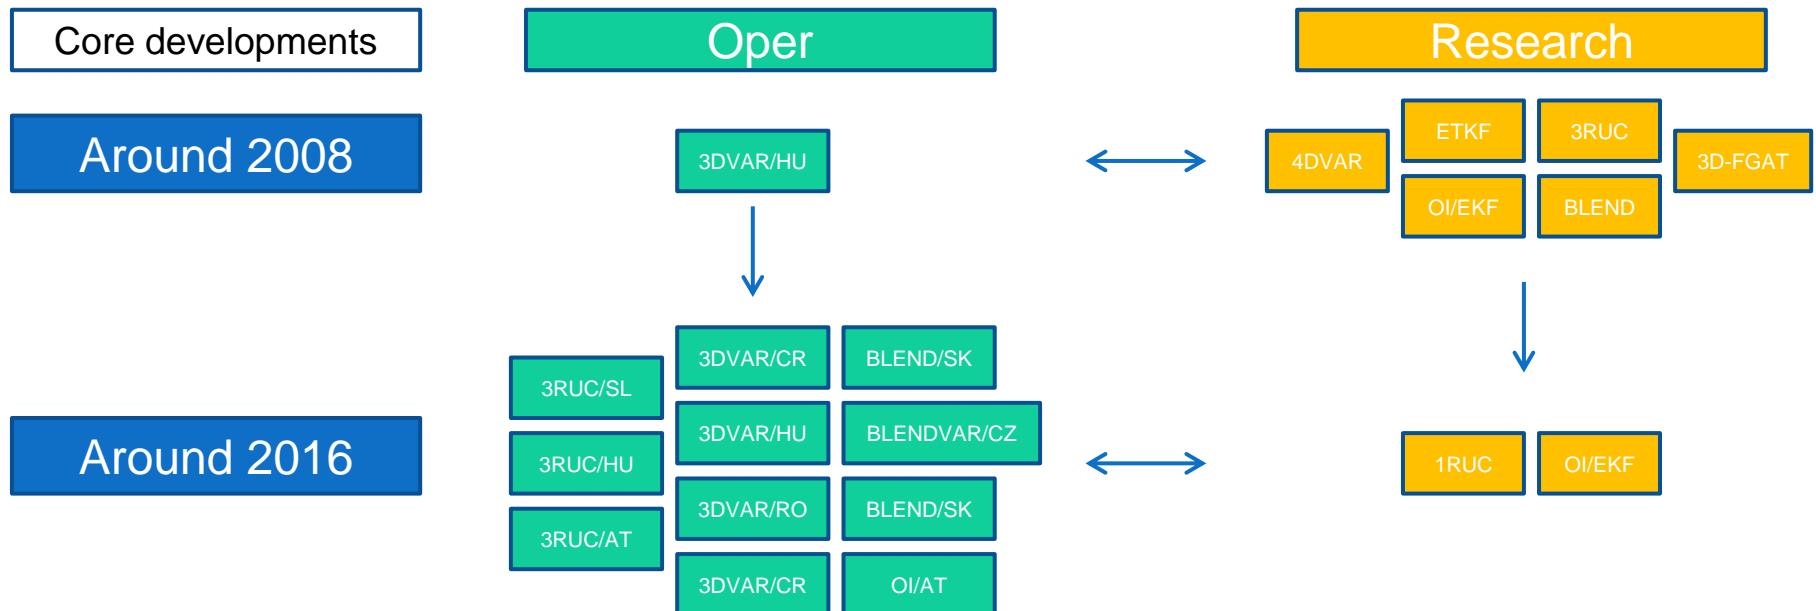 Core developments
Oper
Research
Around 2008
3DVAR/HU
4DVAR
ETKF
3RUC
3D-FGAT
OI/EKF
BLEND
Around 2016
3RUC/SL
3RUC/HU
3RUC/AT
3DVAR/CR
BLEND/SK
3DVAR/HU
BLENDVAR/CZ
3DVAR/RO
BLEND/SK
3DVAR/CR
OI/AT
1RUC
OI/EKF